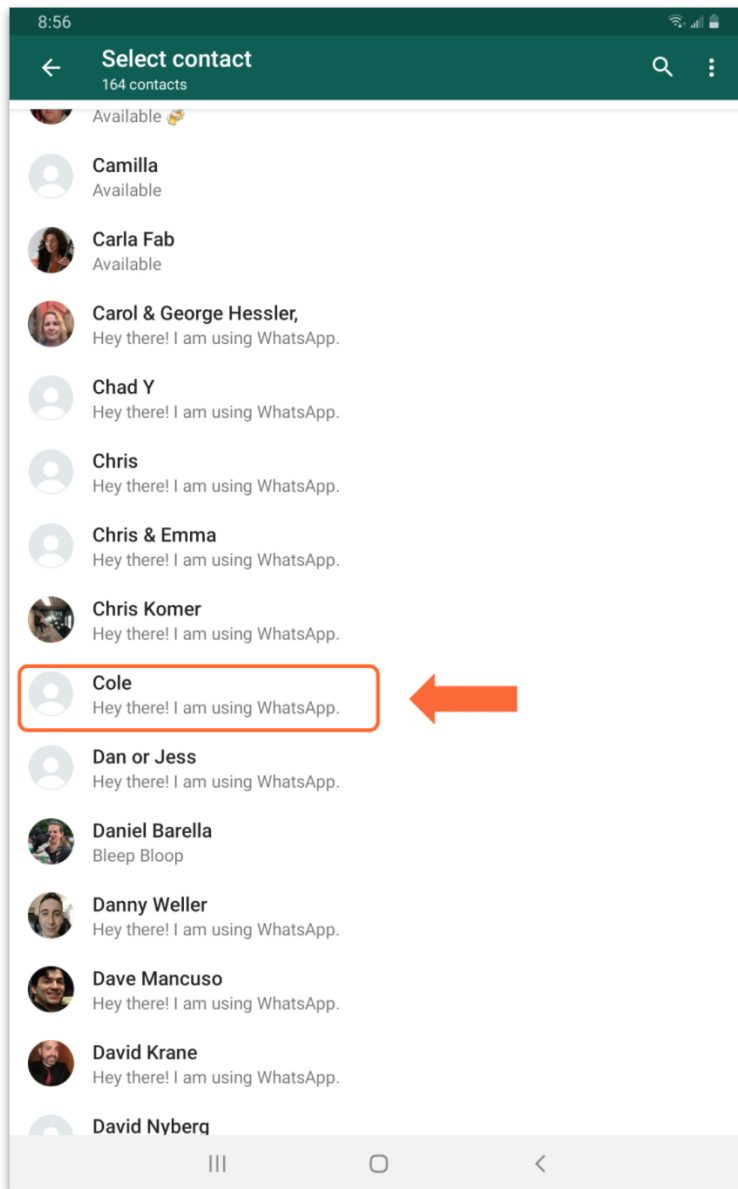 8:56
Select contact
164 contacts
Available
Camilla
Available
Carla Fab
Available
Carol & George Hessler,
Hey there! I am using WhatsApp.
Chad Y
Hey there! I am using WhatsApp.
Chris
Hey there! I am using WhatsApp.
Chris & Emma
Hey there! I am using WhatsApp.
Chris Komer
Hey there! I am using WhatsApp.
Cole
Hey there! I am using WhatsApp.
Dan or Jess
Hey there! I am using WhatsApp.
Daniel Barella
Bleep Bloop
Danny Weller
Hey there! I am using WhatsApp.
Dave Mancuso
Hey there! I am using WhatsApp.
David Krane
Hey there! I am using WhatsApp.
David Nyberg